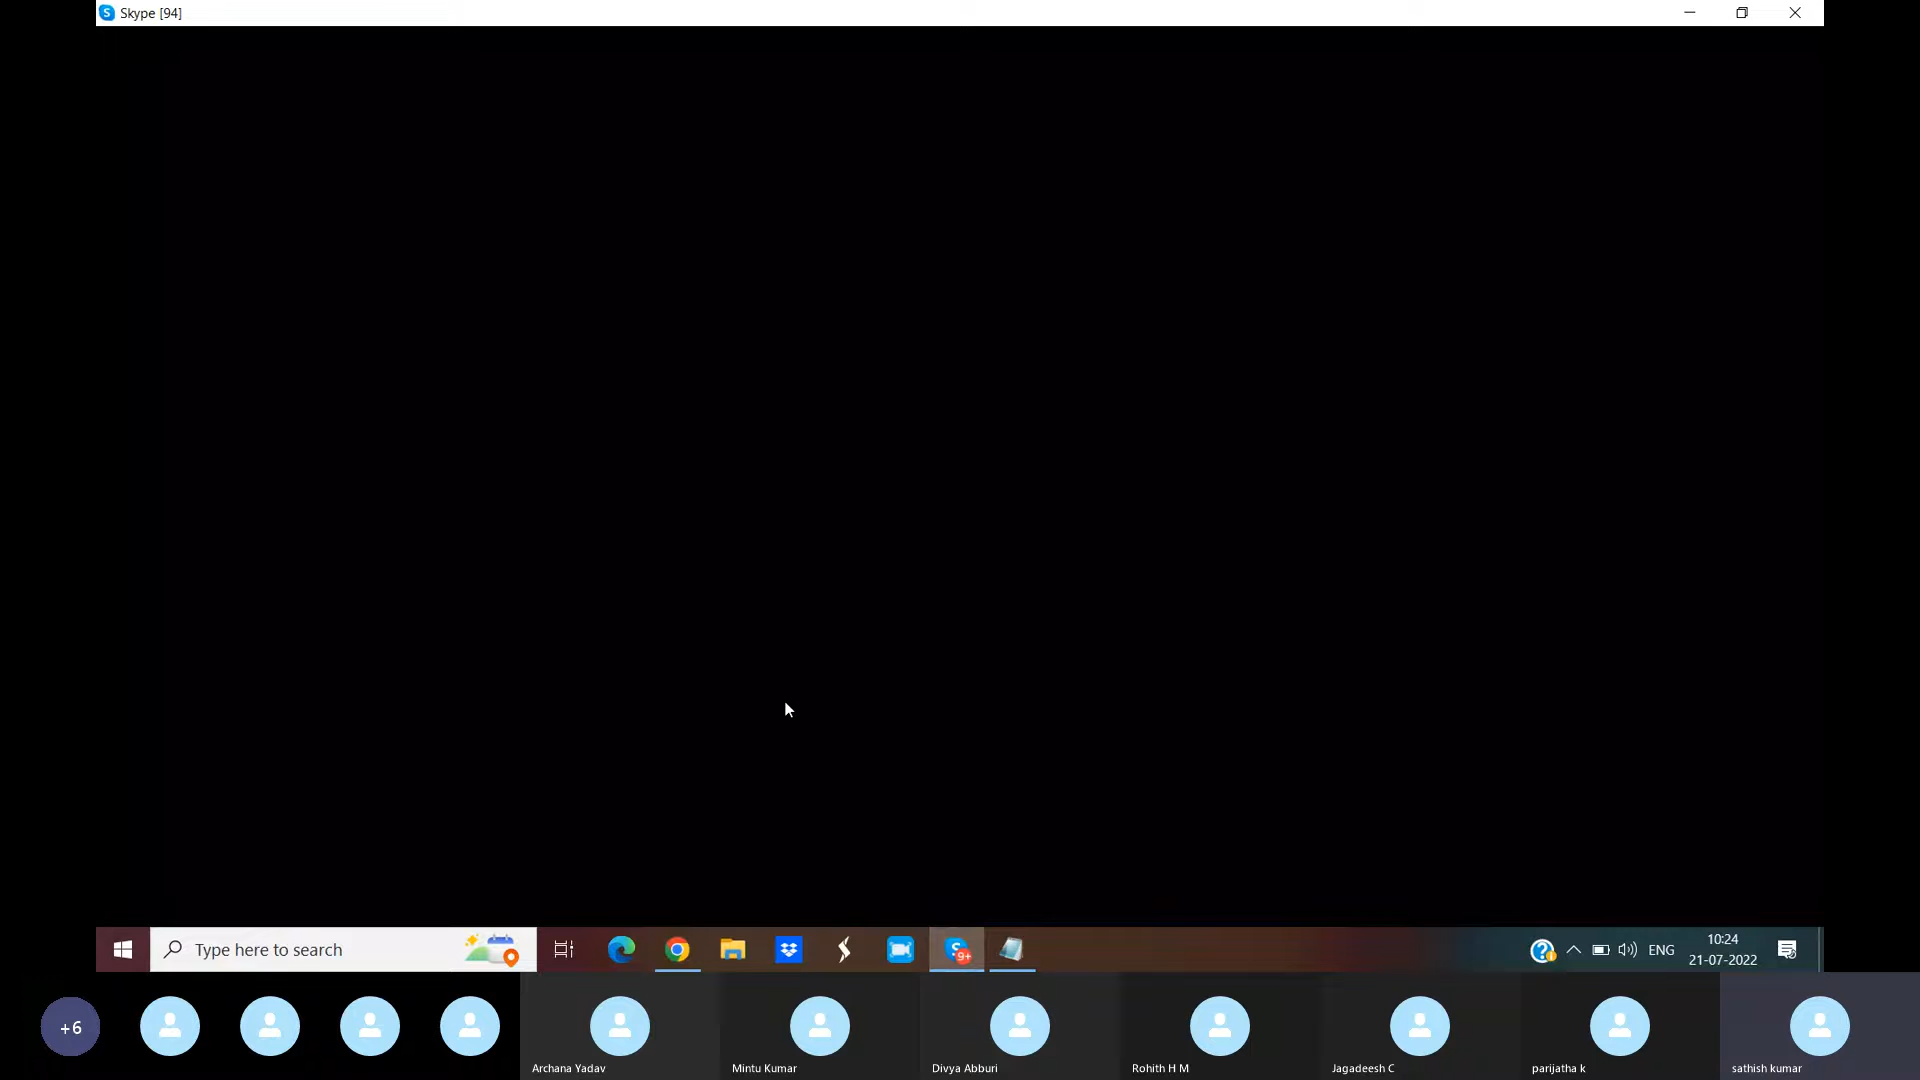 Skype [94]
Type here to search
9+
ENG
10:24
21-07-2022
+6
Archana Yadav
Mintu Kumar
Divya Abburi
Rohith H M
Jagadeesh C
parijatha k
sathish kumar